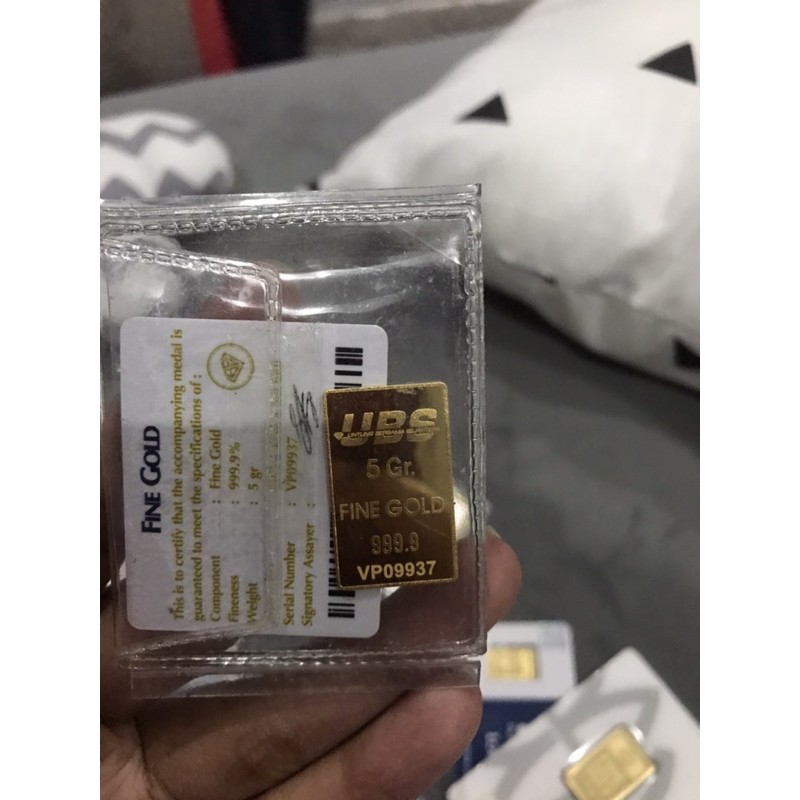 FINE GOLD
This is to certify that the accompanying medal is
guaranteed to meet the specifications of :
Component : Fine Gold
Fineness : 999.9%
Weight : 5 gr
Serial Number : VP09937
Signatory Assayer :
UBS
5 Gr.
FINE GOLD
999.9
VP09937